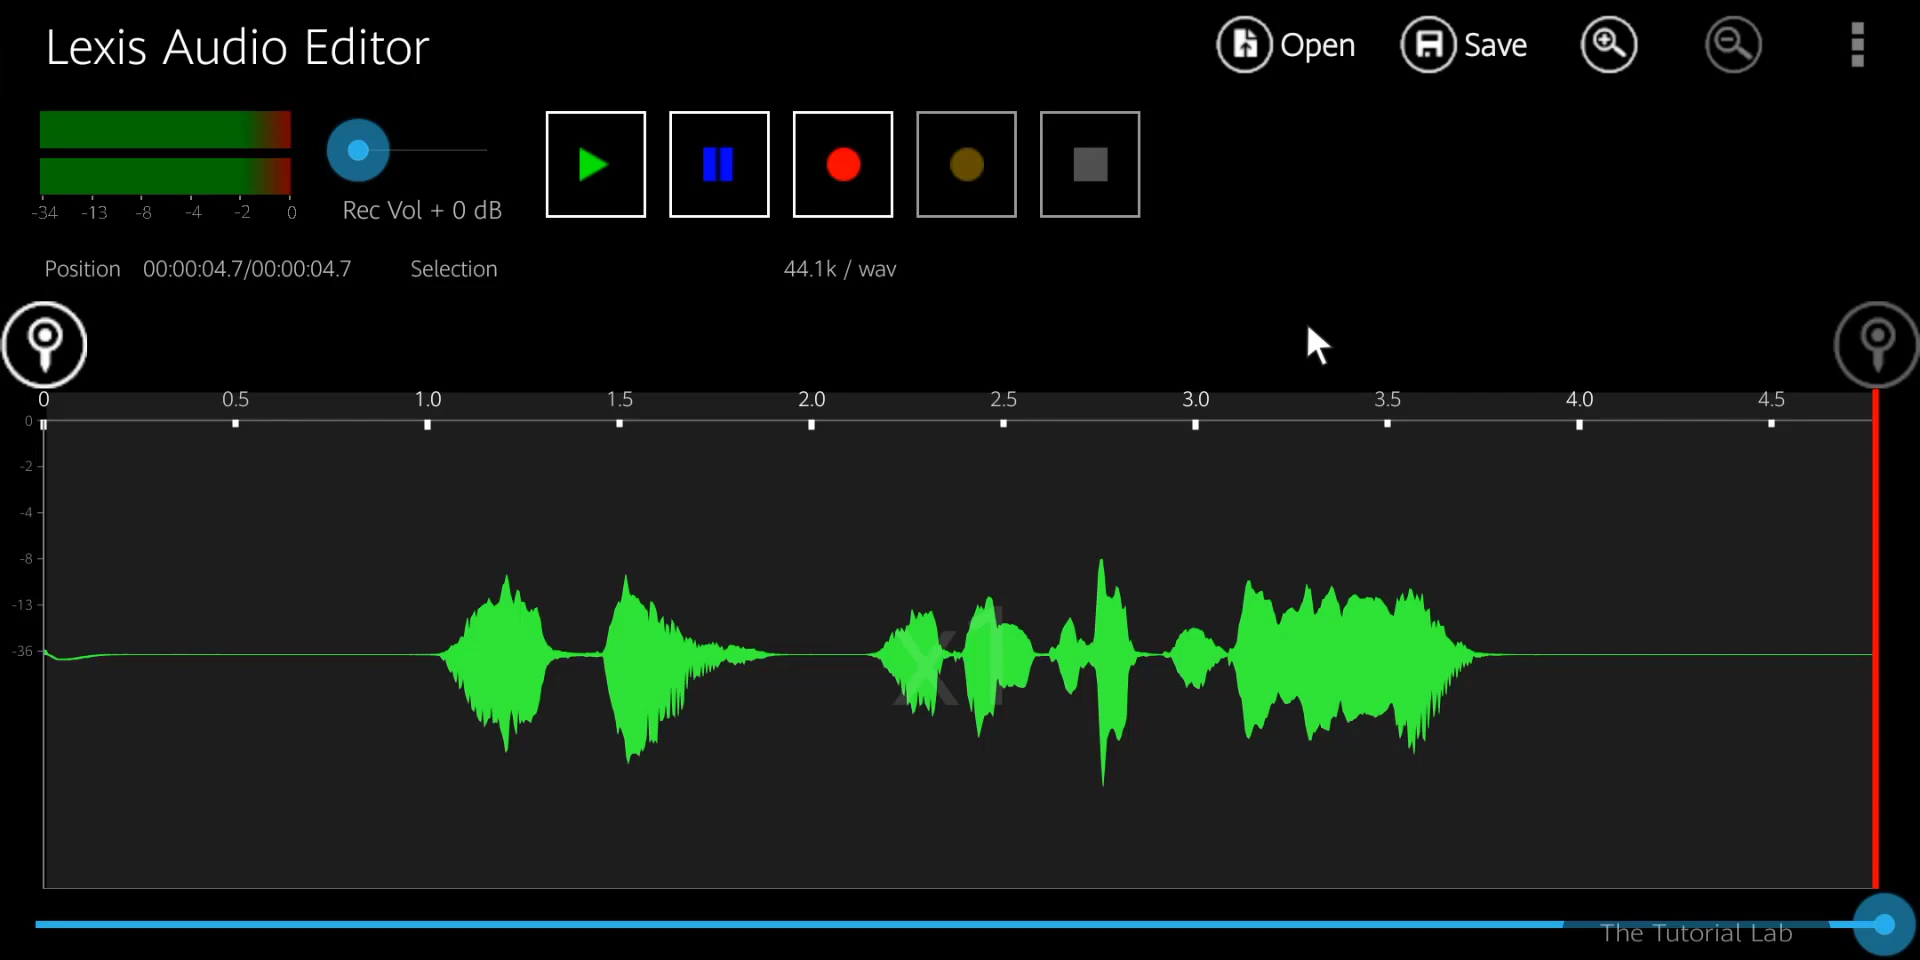 Lexis Audio Editor
Open
Save
-34 -13 -8 -4 -2 0
Rec Vol + 0 dB
Position 00:00:04.7/00:00:04.7 Selection 44.1k / wav
0 0.5 1.0 1.5 2.0 2.5 3.0 3.5 4.0 4.5
0
-2
-4
-8
-13
-36
x1
The Tutorial Lab